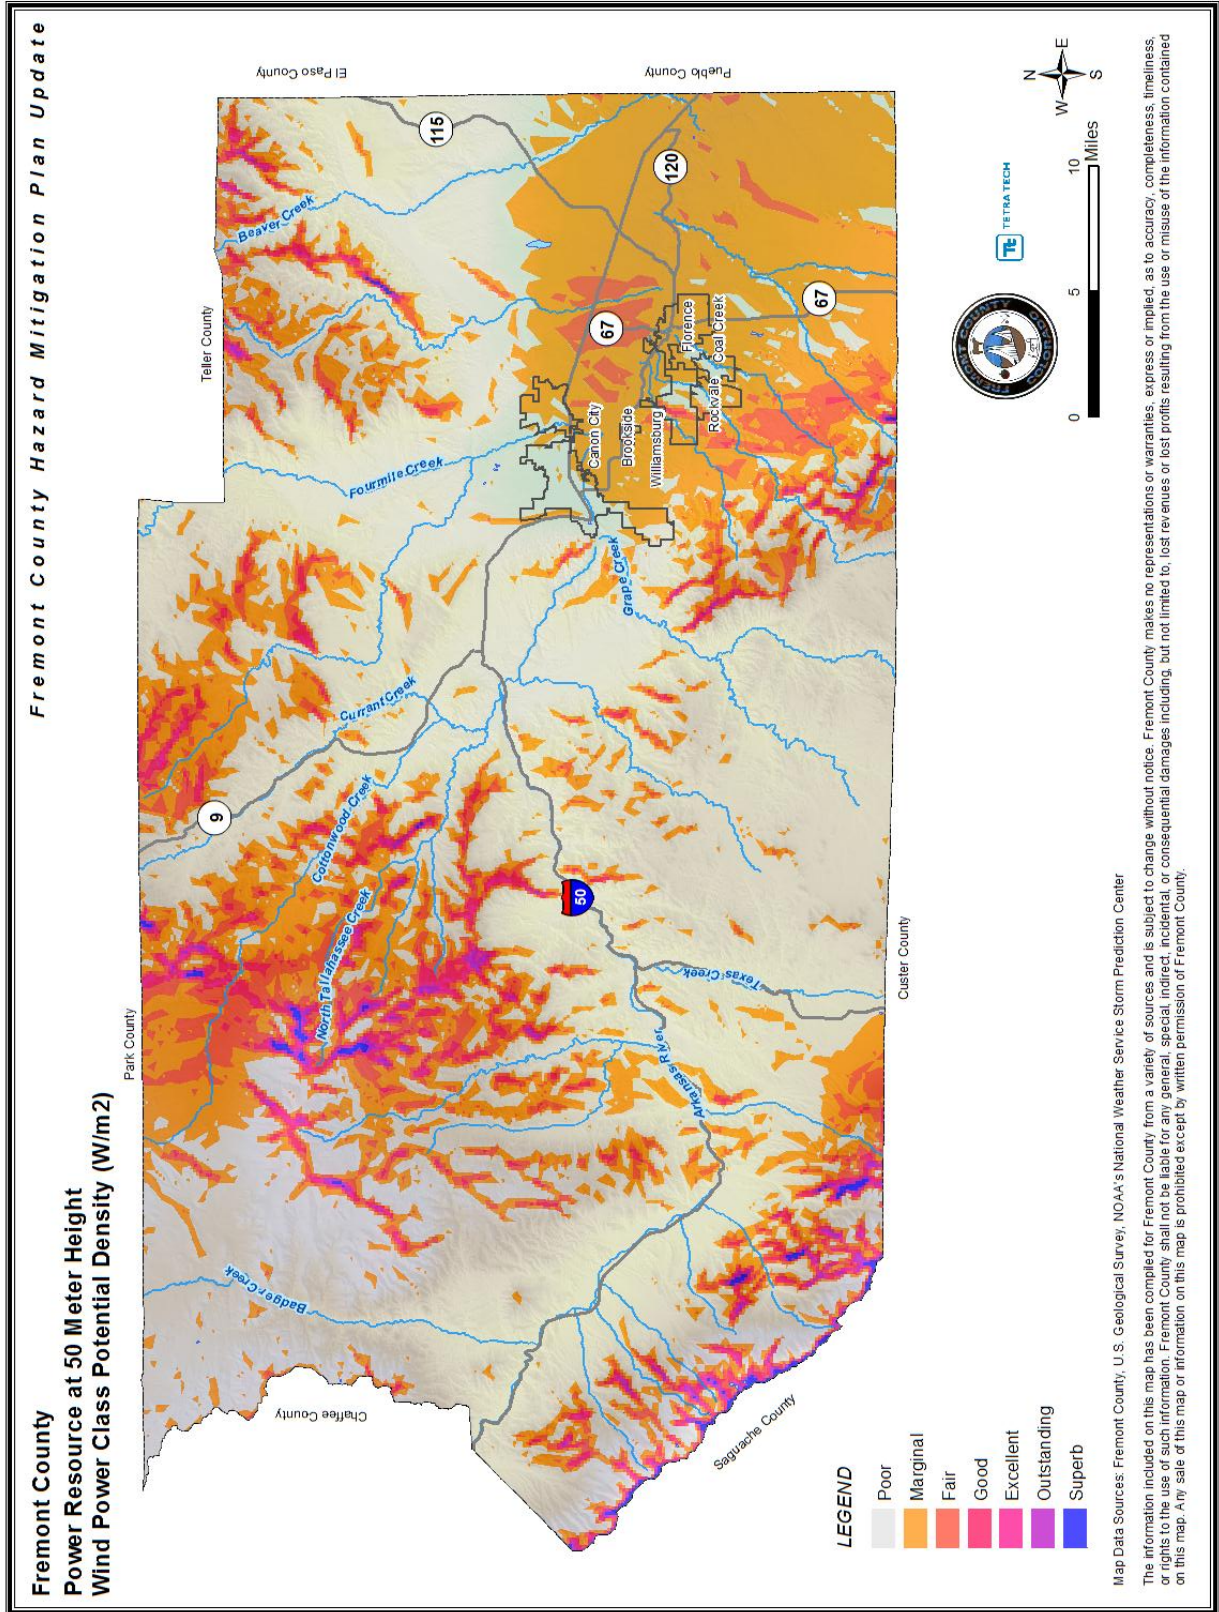 Fremont County Hazard Mitigation Plan Update
Fremont County
Power Resource at 50 Meter Height
Wind Power Class Potential Density (W/m2)
Park County
Teller County
El Paso County
Pueblo County
Chaffee County
Saguache County
Custer County
Badger Creek
North Tallahassee Creek
Cottonwood Creek
Currant Creek
Fourmile Creek
Beaver Creek
Grape Creek
Texas Creek
Arkansas River
9
115
120
67
67
50
Canon City
Brookside
Williamsburg
Florence
Coal Creek
Rockvale
LEGEND
Poor
Marginal
Fair
Good
Excellent
Outstanding
Superb
FREMONT COUNTY
COLORADO
Tt TETRA TECH
N
W
E
S
0 5 10
Miles
Map Data Sources: Fremont County, U.S. Geological Survey, NOAA's National Weather Service Storm Prediction Center
The information included on this map has been compiled for Fremont County from a variety of sources and is subject to change without notice. Fremont County makes no representations or warranties, express or implied, as to accuracy, completeness, timeliness,
or rights to the use of such information. Fremont County shall not be liable for any general, special, indirect, incidental, or consequential damages including, but not limited to, lost revenues or lost profits resulting from the use or misuse of the information contained
on this map. Any sale of this map or information on this map is prohibited except by written permission of Fremont County.